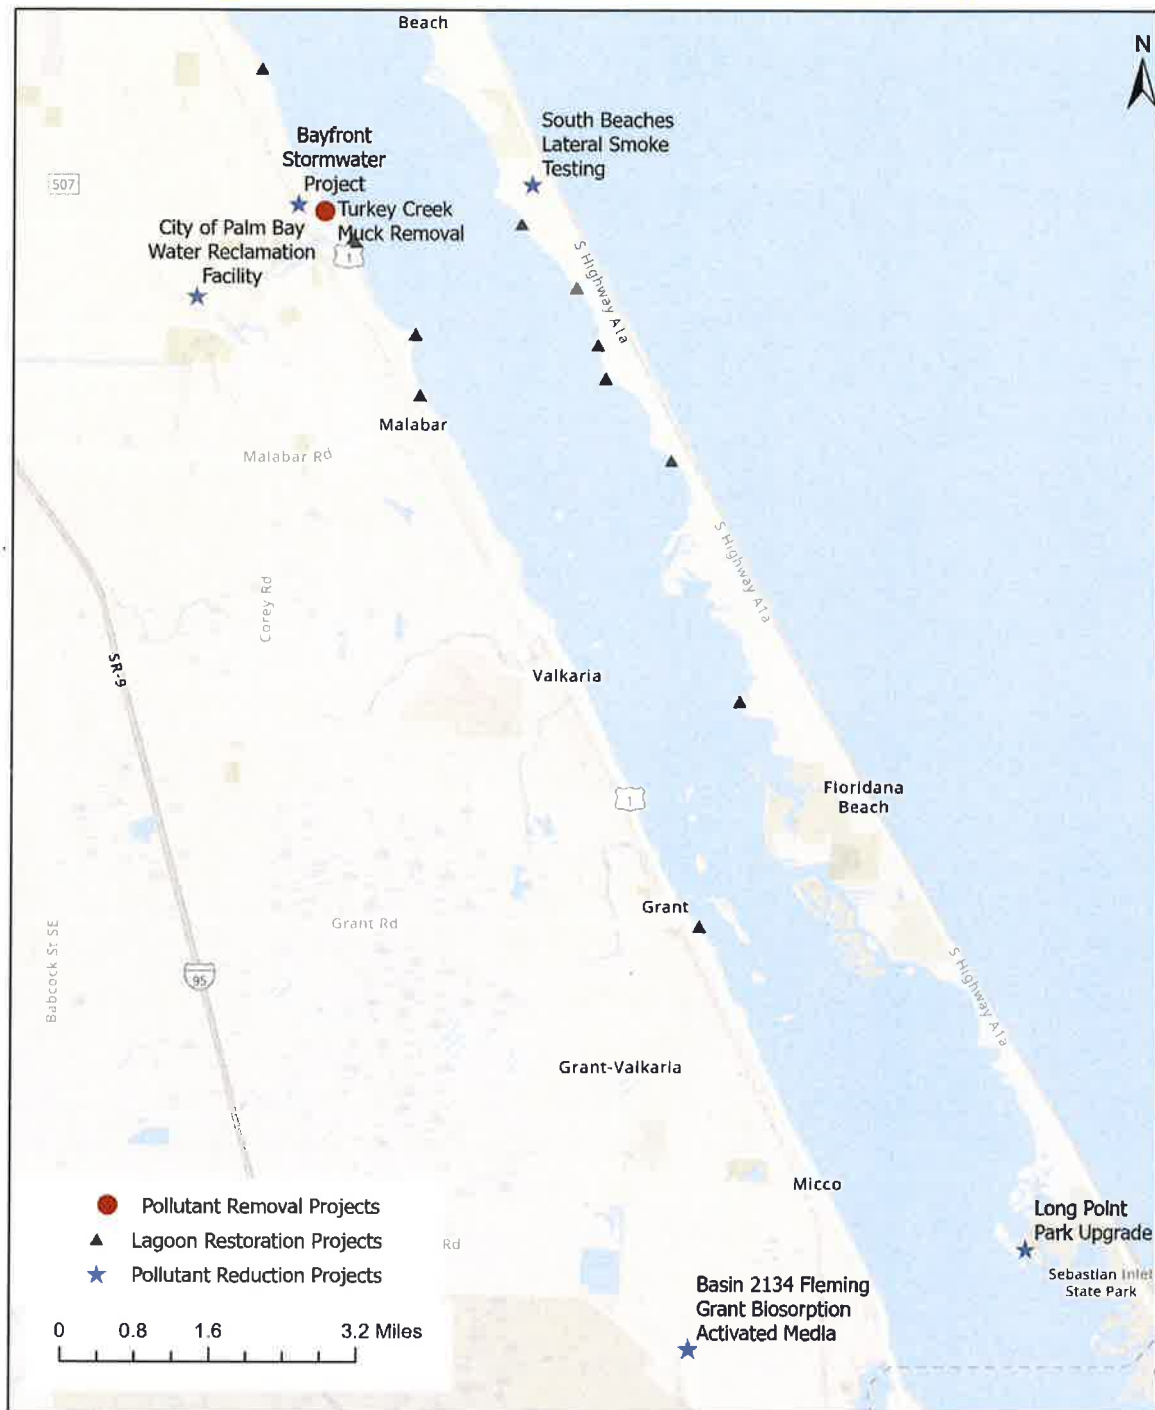 Beach
N
South Beaches
Lateral Smoke
Testing
Bayfront
Stormwater
Project
507
Turkey Creek
Muck Removal
City of Palm Bay
Water Reclamation
Facility
1
S Highway A1a
Malabar
Malabar Rd
S Highway A1a
Corey Rd
SR-9
Valkaria
Floridana
Beach
1
Grant
Grant Rd
Babcock St SE
95
S Highway A1a
Grant-Valkaria
Micco
Long Point
Park Upgrade
Sebastian Inlet
State Park
Pollutant Removal Projects
Lagoon Restoration Projects
Rd
Pollutant Reduction Projects
Basin 2134 Fleming
Grant Biosorption
Activated Media
0 0.8 1.6 3.2 Miles